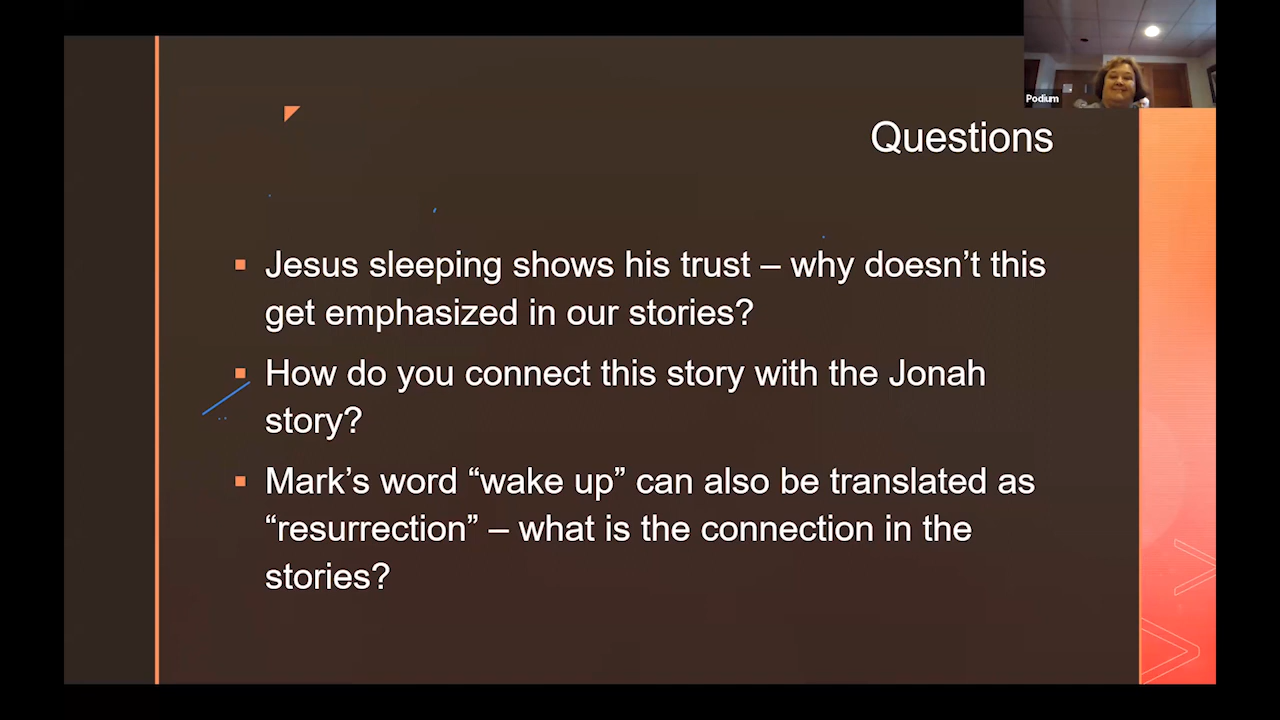 Podium
Questions
Jesus sleeping shows his trust – why doesn’t this
get emphasized in our stories?
How do you connect this story with the Jonah
story?
Mark’s word “wake up” can also be translated as
“resurrection” – what is the connection in the
stories?